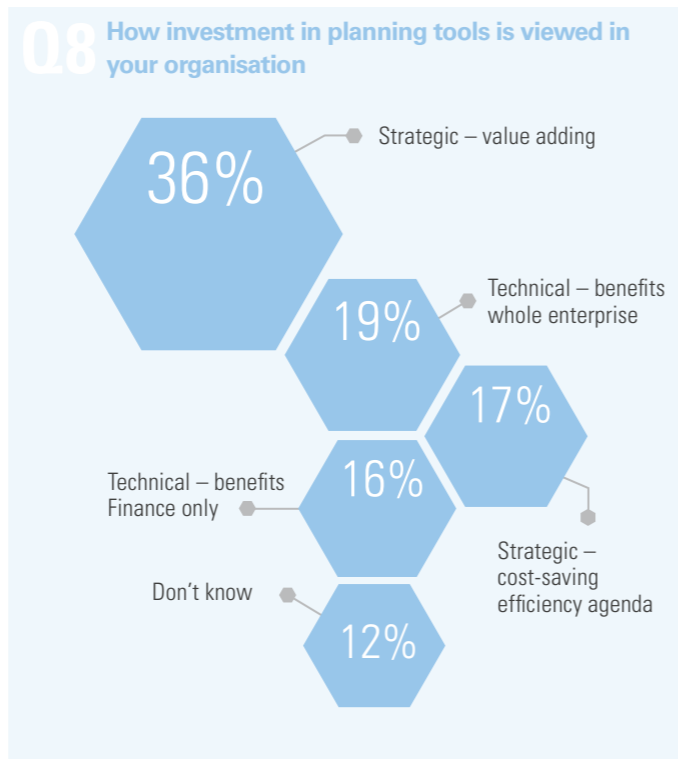 Q8
How investment in planning tools is viewed in
your organisation
36%
Strategic – value adding
19%
Technical – benefits
whole enterprise
17%
Strategic –
cost-saving
efficiency agenda
16%
Technical – benefits
Finance only
12%
Don’t know